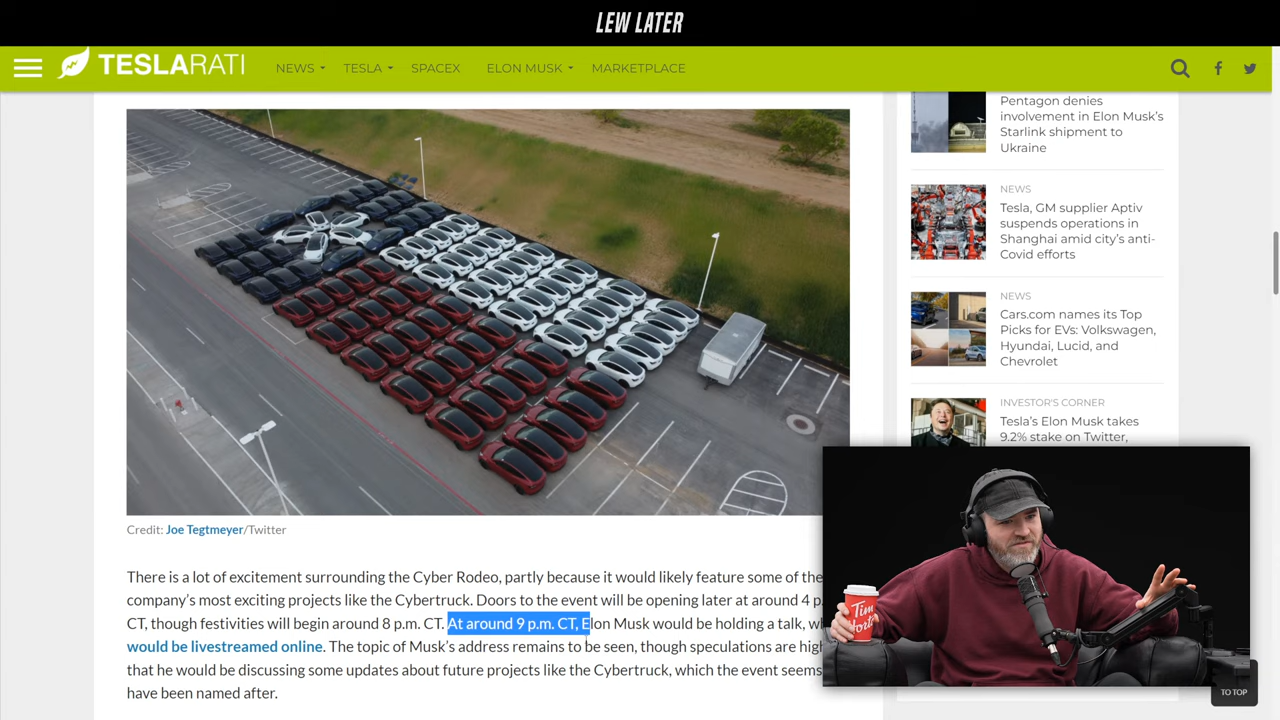 LEW LATER
TESLARATI
NEWS
TESLA
SPACEX
ELON MUSK
MARKETPLACE
Pentagon denies
involvement in Elon Musk's
Starlink shipment to
Ukraine
NEWS
Tesla, GM supplier Aptiv
suspends operations in
Shanghai amid city's anti-
Covid efforts
NEWS
Cars.com names its Top
Picks for EVs: Volkswagen,
Hyundai, Lucid, and
Chevrolet
INVESTOR'S CORNER
Tesla's Elon Musk takes
9.2% stake on Twitter,
Credit: Joe Tegtmeyer/Twitter
There is a lot of excitement surrounding the Cyber Rodeo, partly because it would likely feature some of the
company's most exciting projects like the Cybertruck. Doors to the event will be opening later at around 4 p.
CT, though festivities will begin around 8 p.m. CT. At around 9 p.m. CT, Elon Musk would be holding a talk,
would be livestreamed online. The topic of Musk's address remains to be seen, though speculations are
that he would be discussing some updates about future projects like the Cybertruck, which the event seems
have been named after.
Tim
TO TOP